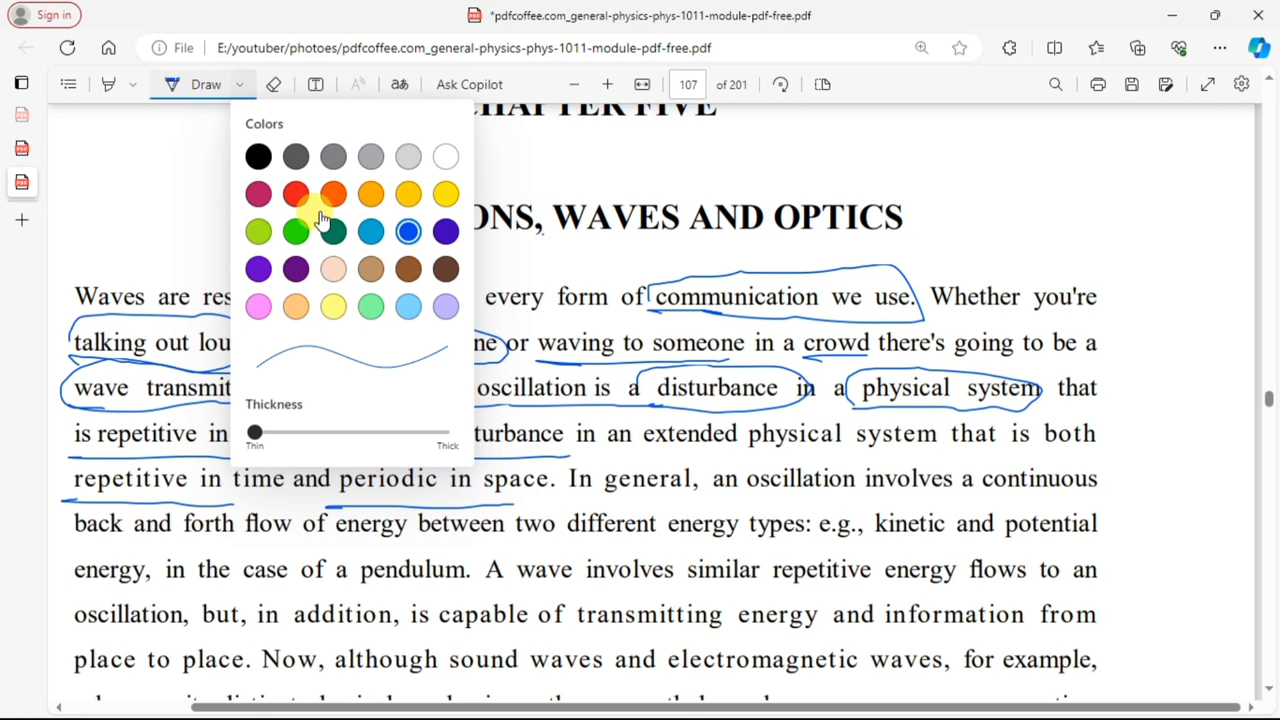 Sign in
*pdfcoffee.com_general-physics-phys-1011-module-pdf-free.pdf
File
E:/youtuber/photoes/pdfcoffee.com_general-physics-phys-1011-module-pdf-free.pdf
Draw
aあ
Ask Copilot
107 of 201
Colors
Thickness
Thin Thick
CHAPTER FIVE
ONS, WAVES AND OPTICS
Waves are res every form of communication we use. Whether you're
talking out lou ne or waving to someone in a crowd there's going to be a
wave transmit oscillation is a disturbance in a physical system that
is repetitive in turbance in an extended physical system that is both
repetitive in time and periodic in space. In general, an oscillation involves a continuous
back and forth flow of energy between two different energy types: e.g., kinetic and potential
energy, in the case of a pendulum. A wave involves similar repetitive energy flows to an
oscillation, but, in addition, is capable of transmitting energy and information from
place to place. Now, although sound waves and electromagnetic waves, for example,